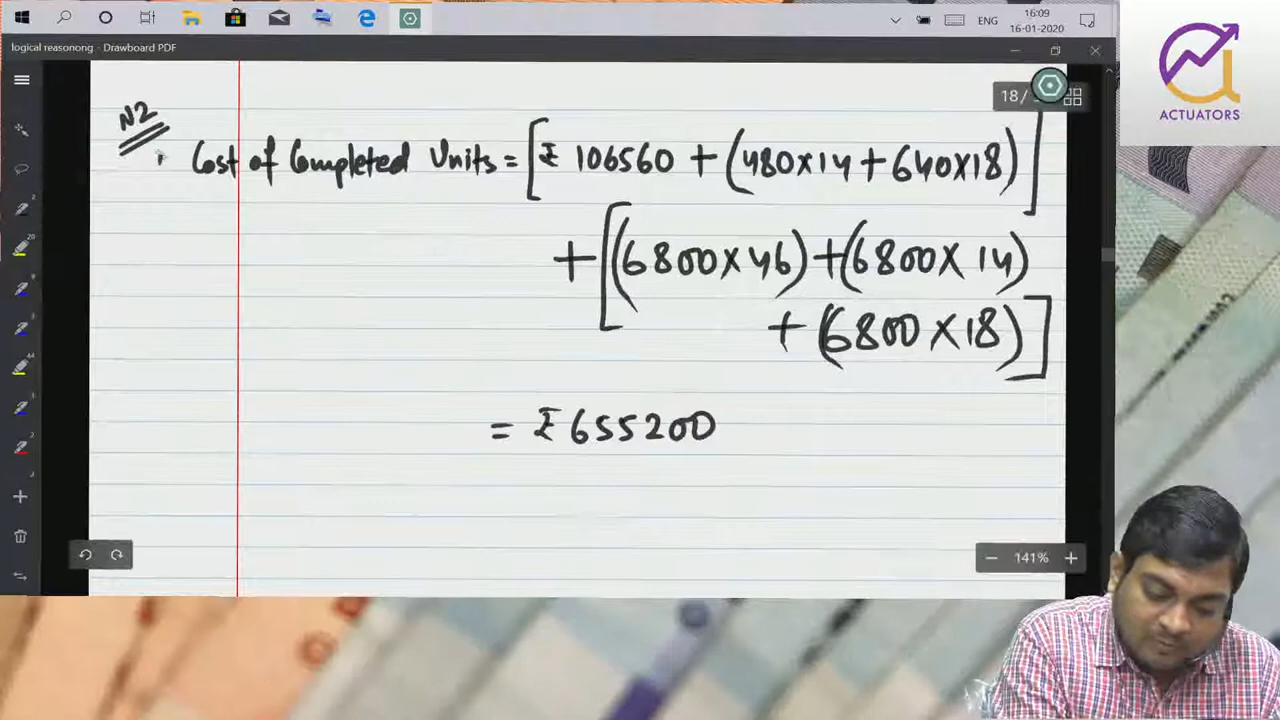 16:09
ENG
16-01-2020
logical reasonong - Drawboard PDF
ACTUATORS
18 /
N2
Cost of Completed Units = [₹ 106560 + (480×14 + 640×18)]
+ [(6800×46) + (6800×14)
+ (6800×18)]
= ₹ 655200
141%